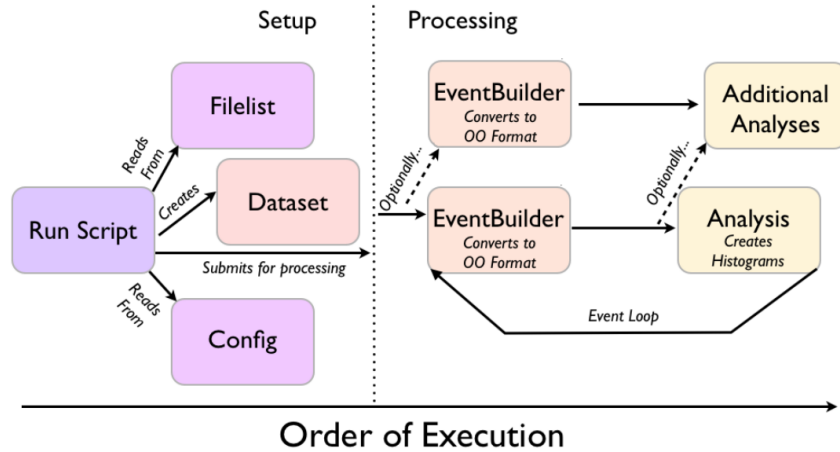 Setup
Processing
Filelist
EventBuilder
Converts to
OO Format
Additional
Analyses
Reads
From
Optionally...
Optionally...
Creates
Dataset
Run Script
EventBuilder
Converts to
OO Format
Analysis
Creates
Histograms
Submits for processing
Reads
From
Event Loop
Config
Order of Execution